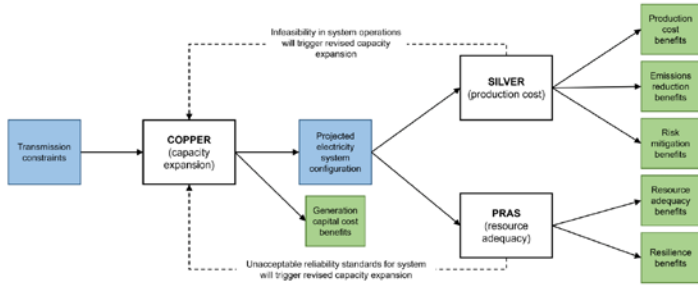 Infeasibility in system operations
will trigger revised capacity
expansion
Production
cost
benefits
SILVER
(production cost)
Emissions
reduction
benefits
Transmission
constraints
COPPER
(capacity
expansion)
Projected
electricity
system
configuration
Risk
mitigation
benefits
Generation
capital cost
benefits
PRAS
(resource
adequacy)
Resource
adequacy
benefits
Resilience
benefits
Unacceptable reliability standards for system
will trigger revised capacity expansion